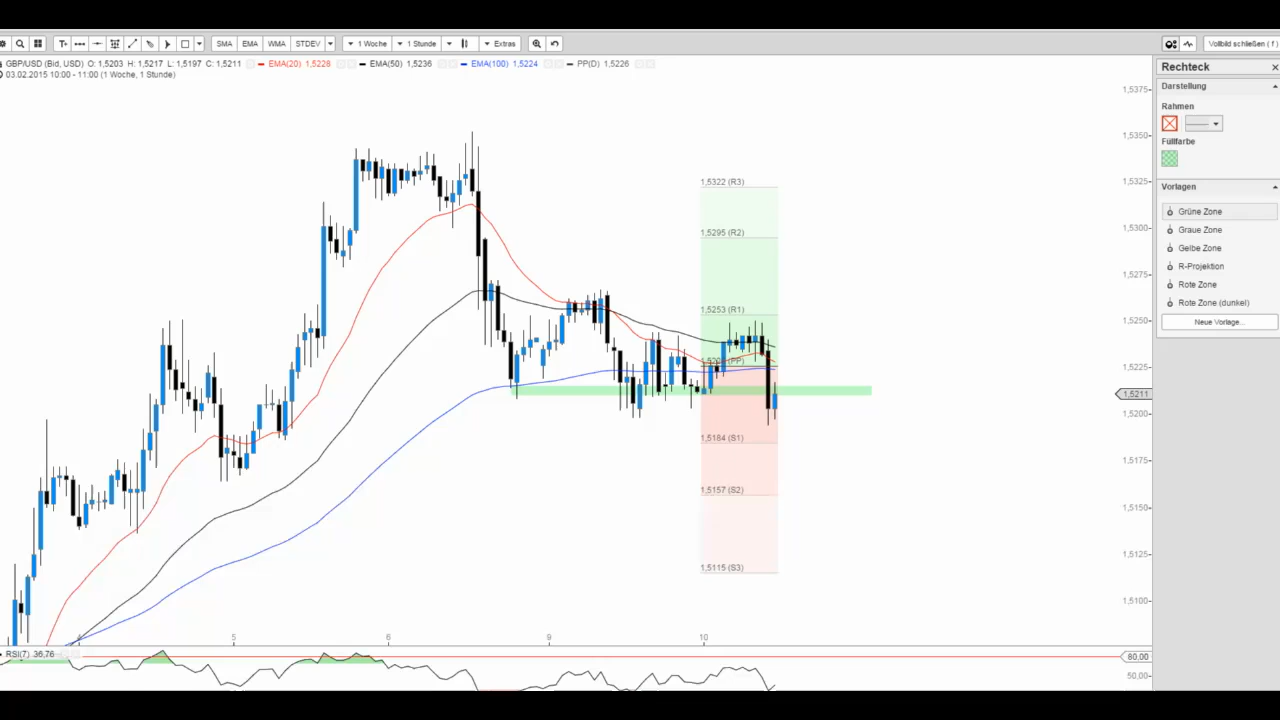 T+
SMA EMA WMA STDEV 1 Woche 1 Stunde Extras Vollbild schließen ( f )
GBP/USD (Bid, USD) O: 1,5203 H: 1,5217 L: 1,5197 C: 1,5211 EMA(20) 1,5228 EMA(50) 1,5236 EMA(100) 1,5224 PP(D) 1,5226
03.02.2015 10:00 - 11:00 (1 Woche, 1 Stunde)
Rechteck
Darstellung
Rahmen
Füllfarbe
Vorlagen
Grüne Zone
Graue Zone
Gelbe Zone
R-Projektion
Rote Zone
Rote Zone (dunkel)
Neue Vorlage...
1,5375
1,5350
1,5325
1,5300
1,5275
1,5250
1,5225
1,5211
1,5200
1,5175
1,5150
1,5125
1,5100
1,5322 (R3)
1,5295 (R2)
1,5253 (R1)
(PP)
1,5184 (S1)
1,5157 (S2)
1,5115 (S3)
4 5 6 9 10
RSI(7) 36,76
80,00
50,00